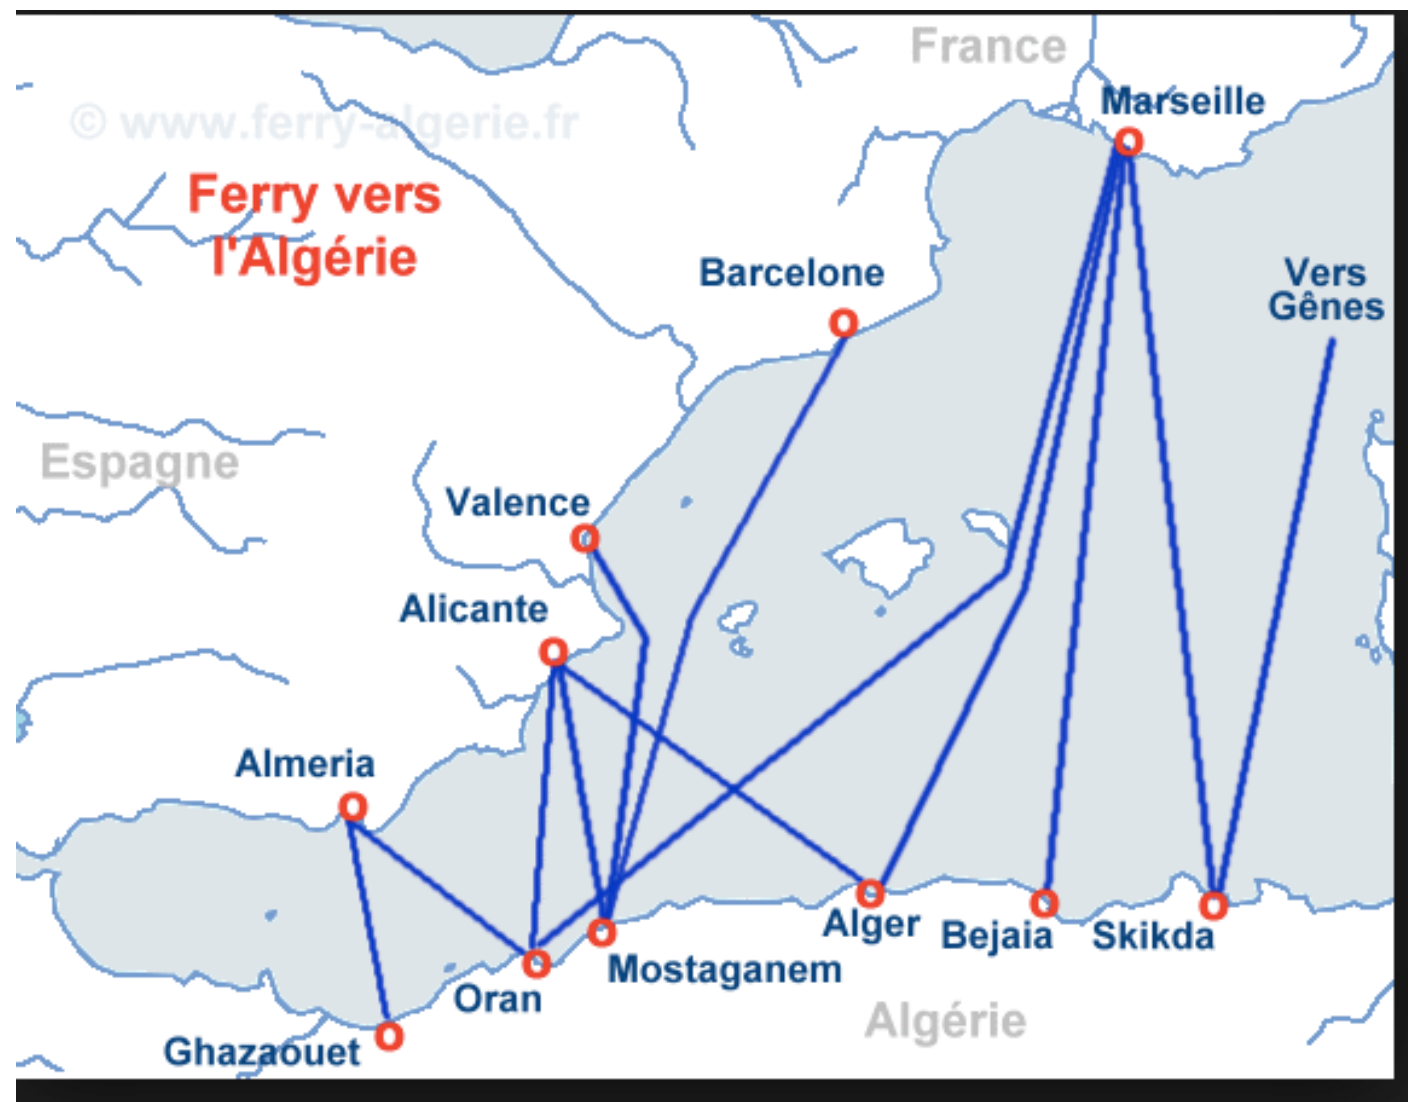 France
Marseille
© www.ferry-algerie.fr
Ferry vers
l'Algérie
Barcelone
Vers
Gênes
Espagne
Valence
Alicante
Almeria
Alger
Bejaia
Skikda
Mostaganem
Oran
Algérie
Ghazaouet